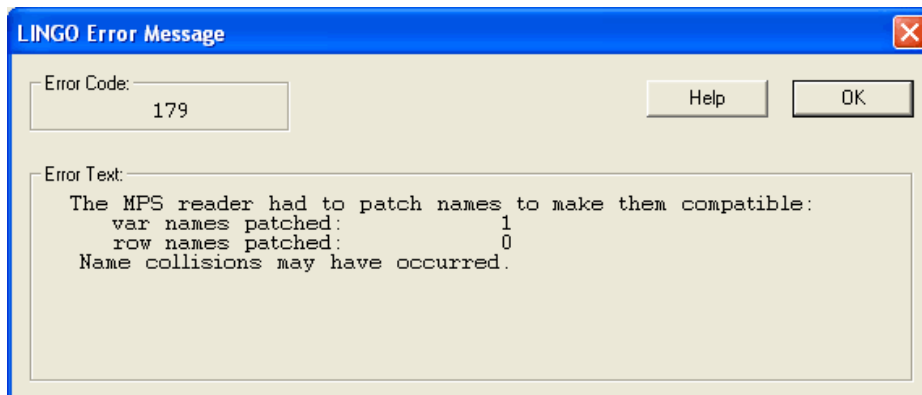 LINGO Error Message
Error Code:
179
Help
OK
Error Text:
The MPS reader had to patch names to make them compatible:
var names patched: 1
row names patched: 0
Name collisions may have occurred.